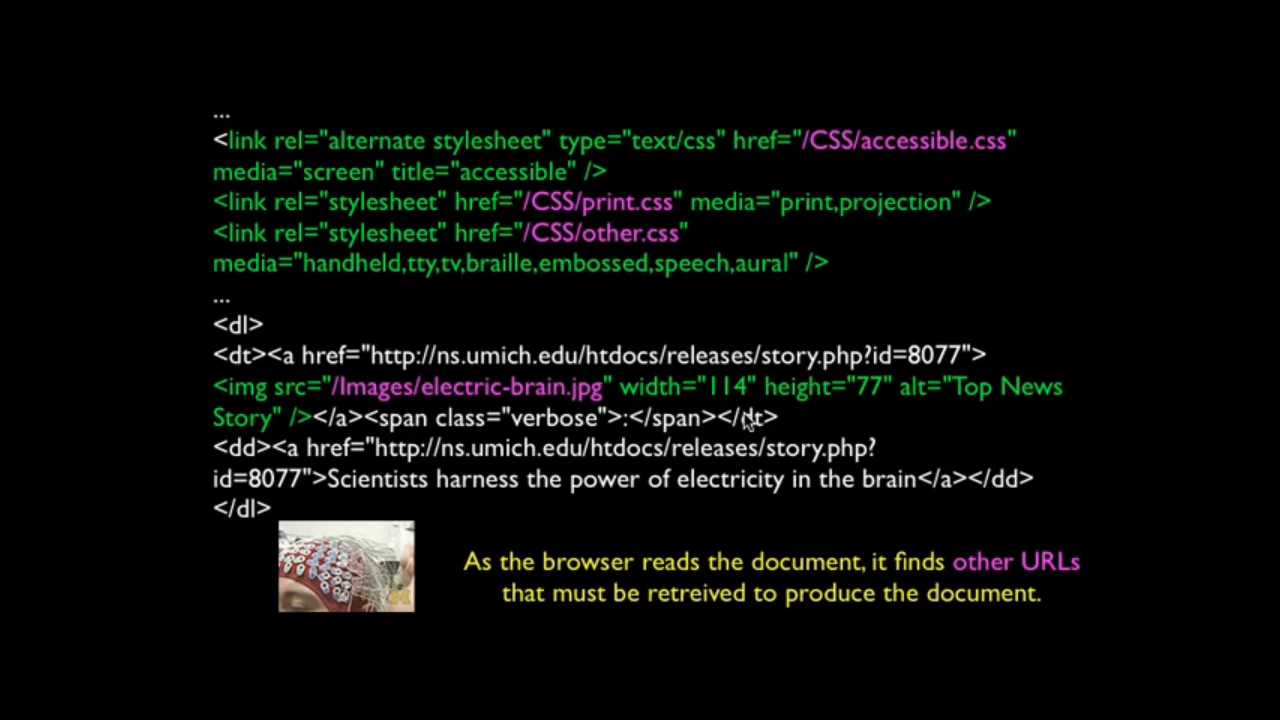 ...
<link rel="alternate stylesheet" type="text/css" href="/CSS/accessible.css"
media="screen" title="accessible" />
<link rel="stylesheet" href="/CSS/print.css" media="print,projection" />
<link rel="stylesheet" href="/CSS/other.css"
media="handheld,tty,tv,braille,embossed,speech,aural" />
...
<dl>
<dt><a href="http://ns.umich.edu/htdocs/releases/story.php?id=8077">
<img src="/Images/electric-brain.jpg" width="114" height="77" alt="Top News
Story" /></a><span class="verbose">:</span></dt>
<dd><a href="http://ns.umich.edu/htdocs/releases/story.php?
id=8077">Scientists harness the power of electricity in the brain</a></dd>
</dl>
As the browser reads the document, it finds other URLs
that must be retreived to produce the document.